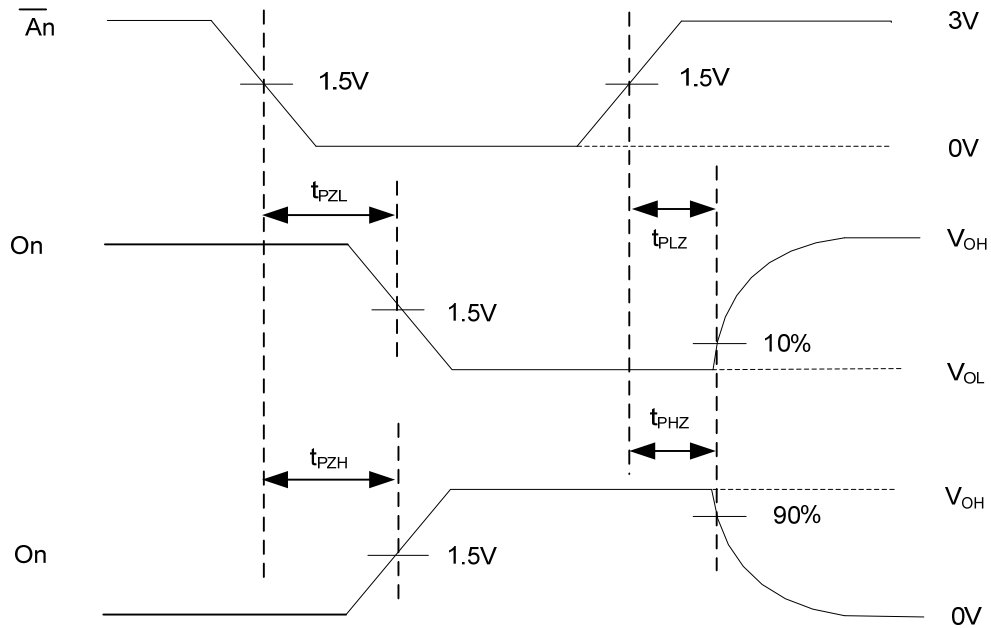 An 3V
1.5V 1.5V
0V
tPZL
tPLZ
On VOH
1.5V
10%
VOL
tPHZ
tPZH
VOH
90%
On 1.5V
0V